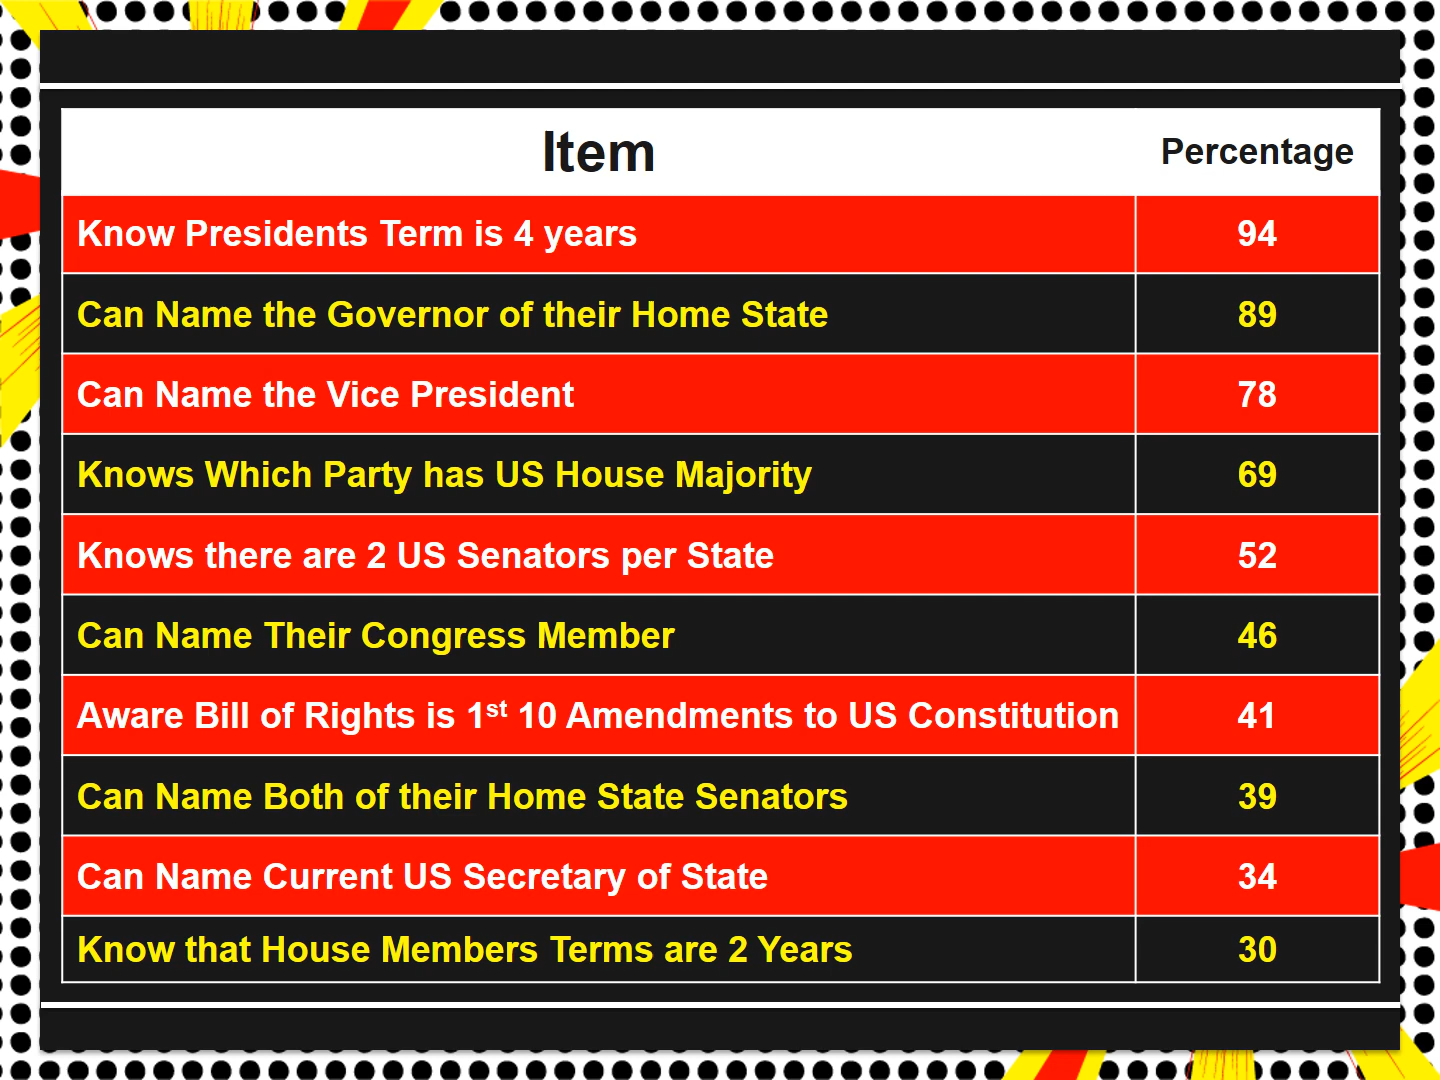 Item Percentage
Know Presidents Term is 4 years 94
Can Name the Governor of their Home State 89
Can Name the Vice President 78
Knows Which Party has US House Majority 69
Knows there are 2 US Senators per State 52
Can Name Their Congress Member 46
Aware Bill of Rights is 1st 10 Amendments to US Constitution 41
Can Name Both of their Home State Senators 39
Can Name Current US Secretary of State 34
Know that House Members Terms are 2 Years 30